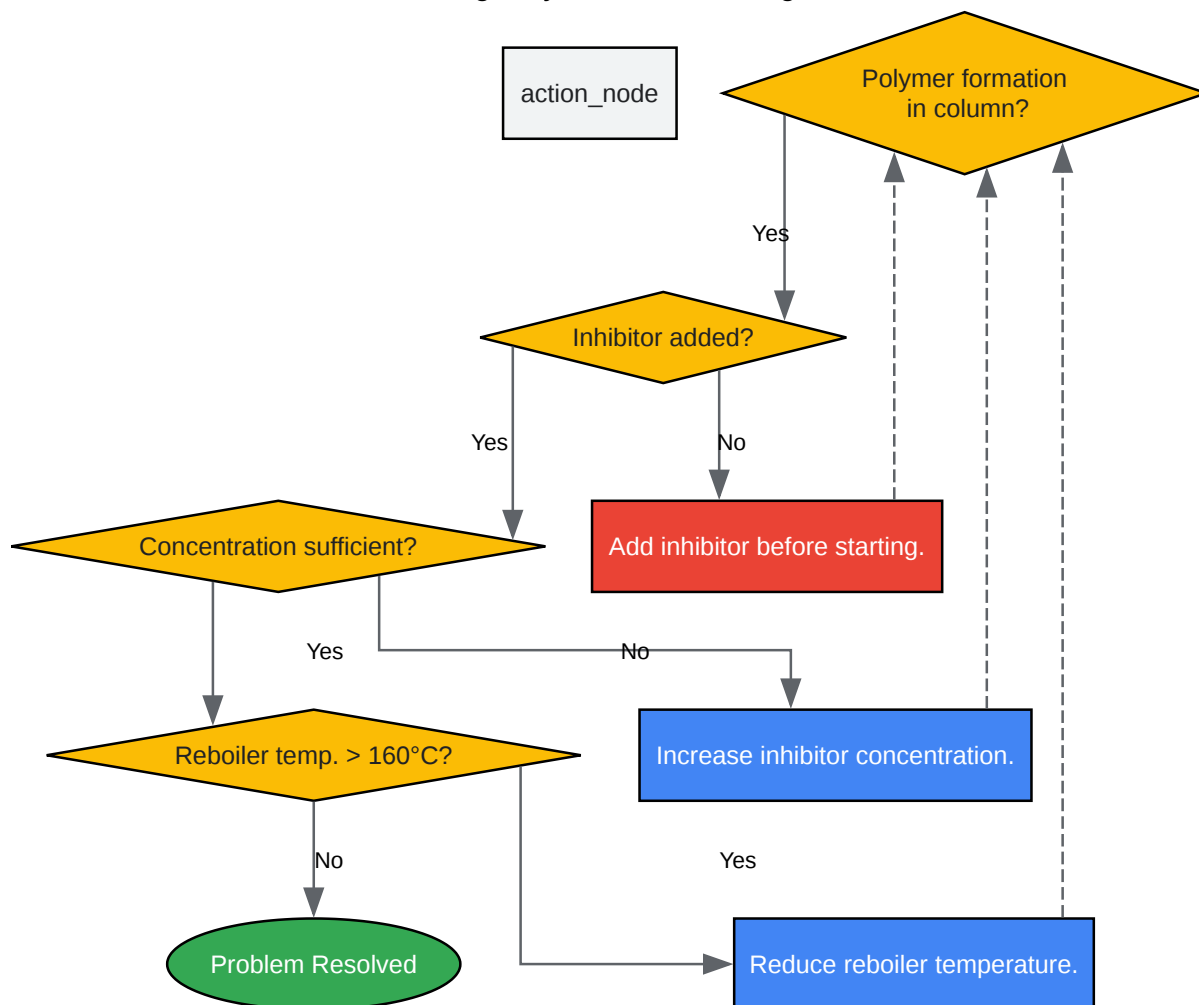 action_node
Polymer formation
in column?
Yes
Inhibitor added?
Yes
No
Concentration sufficient?
Add inhibitor before starting.
Yes
No
Reboiler temp. > 160°C?
Increase inhibitor concentration.
No
Yes
Problem Resolved
Reduce reboiler temperature.